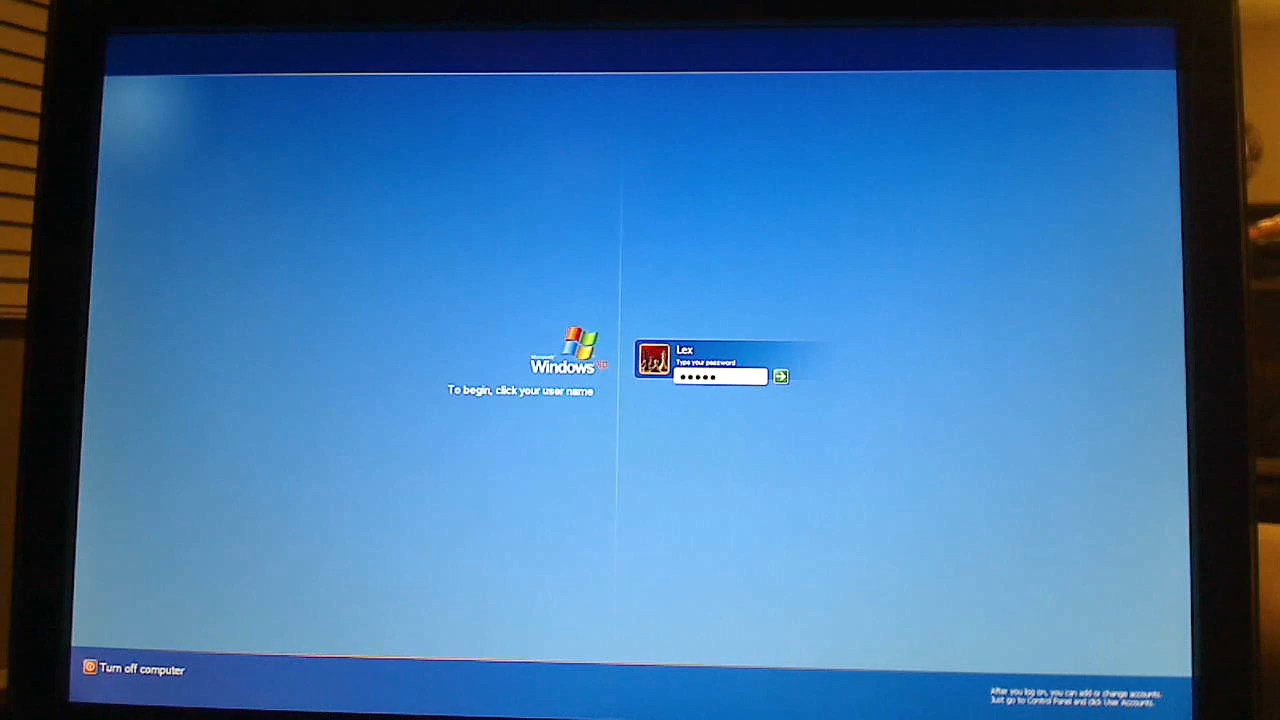 Microsoft
Windows XP
To begin, click your user name
Lex
Type your password
Turn off computer
After you log on, you can add or change accounts.
Just go to Control Panel and click User Accounts.